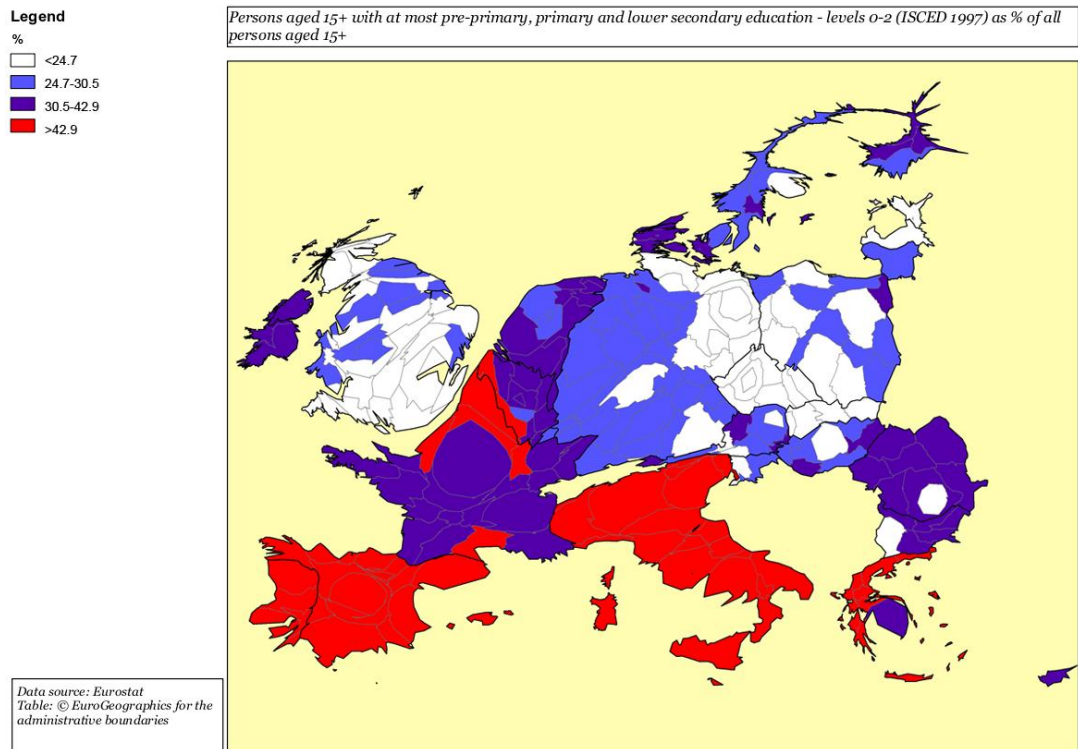 Legend
%
<24.7
24.7-30.5
30.5-42.9
>42.9
Persons aged 15+ with at most pre-primary, primary and lower secondary education - levels 0-2 (ISCED 1997) as % of all
persons aged 15+
Data source: Eurostat
Table: © EuroGeographics for the
administrative boundaries